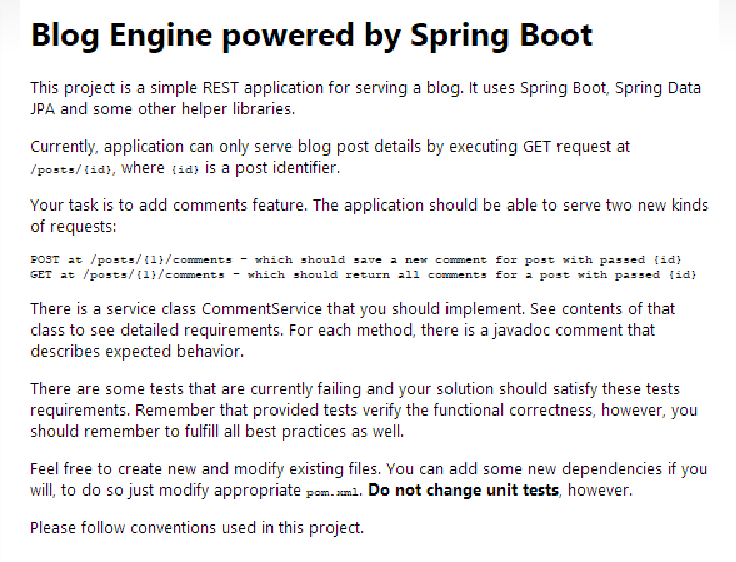 Blog Engine powered by Spring Boot
This project is a simple REST application for serving a blog. It uses Spring Boot, Spring Data
JPA and some other helper libraries.
Currently, application can only serve blog post details by executing GET request at
/posts/{id}, where {id} is a post identifier.
Your task is to add comments feature. The application should be able to serve two new kinds
of requests:
POST at /posts/{1}/comments - which should save a new comment for post with passed {id}
GET at /posts/{1}/comments - which should return all comments for a post with passed {id}
There is a service class CommentService that you should implement. See contents of that
class to see detailed requirements. For each method, there is a javadoc comment that
describes expected behavior.
There are some tests that are currently failing and your solution should satisfy these tests
requirements. Remember that provided tests verify the functional correctness, however, you
should remember to fulfill all best practices as well.
Feel free to create new and modify existing files. You can add some new dependencies if you
will, to do so just modify appropriate pom.xml. Do not change unit tests, however.
Please follow conventions used in this project.